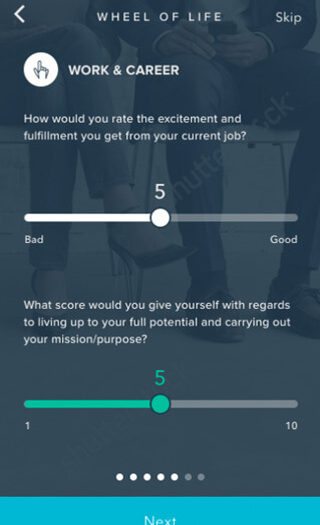 WHEEL OF LIFE
Skip
WORK & CAREER
How would you rate the excitement and
fulfillment you get from your current job?
5
Bad
Good
What score would you give yourself with regards
to living up to your full potential and carrying out
your mission/purpose?
5
1
10
Next